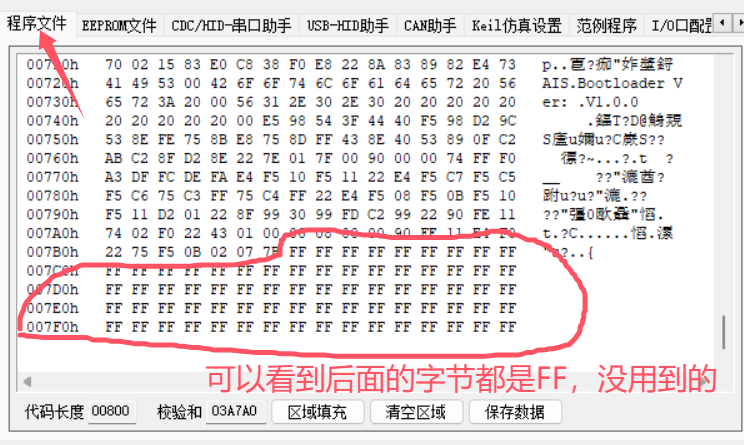 程序文件 EEPROM文件 CDC/HID-串口助手 USB-HID助手 CAN助手 Keil仿真设置 范例程序 I/O口配置
00710h 70 02 15 83 E0 C8 38 F0 E8 22 8A 83 89 82 E4 73
00720h 41 49 53 00 42 6F 6F 74 6C 6F 61 64 65 72 20 56 AIS.Bootloader V
00730h 65 72 3A 20 00 56 31 2E 30 2E 30 20 20 20 20 20 er: .V1.0.0
00740h 20 20 20 20 20 00 E5 98 54 3F 44 40 F5 98 D2 9C
00750h 53 8E FE 75 8B E8 75 8D FF 43 8E 40 53 89 0F C2
00760h AB C2 8F D2 8E 22 7E 01 7F 00 90 00 00 74 FF F0
00770h A3 DF FC DE FA E4 F5 10 F5 11 22 E4 F5 C7 F5 C5
00780h F5 C6 75 C3 FF 75 C4 FF 22 E4 F5 08 F5 0B F5 10
00790h F5 11 D2 01 22 8F 99 30 99 FD C2 99 22 90 FE 11
007A0h 74 02 F0 22 43 01 00 00 08 00 00 90 FF 11 E4 F0
007B0h 22 75 F5 0B 02 07 7B FF FF FF FF FF FF FF FF FF
007C0h FF FF FF FF FF FF FF FF FF FF FF FF FF FF FF FF
007D0h FF FF FF FF FF FF FF FF FF FF FF FF FF FF FF FF
007E0h FF FF FF FF FF FF FF FF FF FF FF FF FF FF FF FF
007F0h FF FF FF FF FF FF FF FF FF FF FF FF FF FF FF FF
可以看到后面的字节都是FF，没用到的
代码长度 00800 校验和 03A7A0 区域填充 清空区域 保存数据